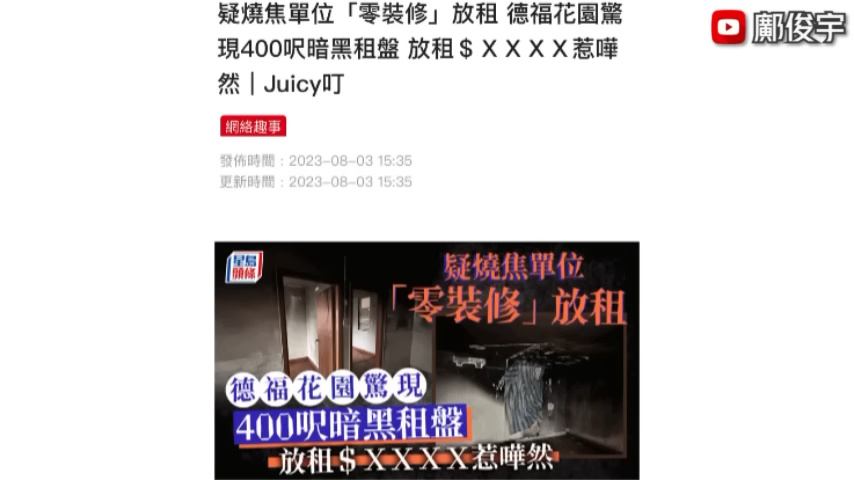 疑燒焦單位「零裝修」放租 德福花園驚
現400呎暗黑租盤 放租＄ＸＸＸＸ惹嘩
然｜Juicy叮
鄺俊宇
網絡趣事
發佈時間：2023-08-03 15:35
更新時間：2023-08-03 15:35
星島
頭條
疑燒焦單位
「零裝修」放租
德福花園驚現
400呎暗黑租盤
放租＄ＸＸＸＸ惹嘩然